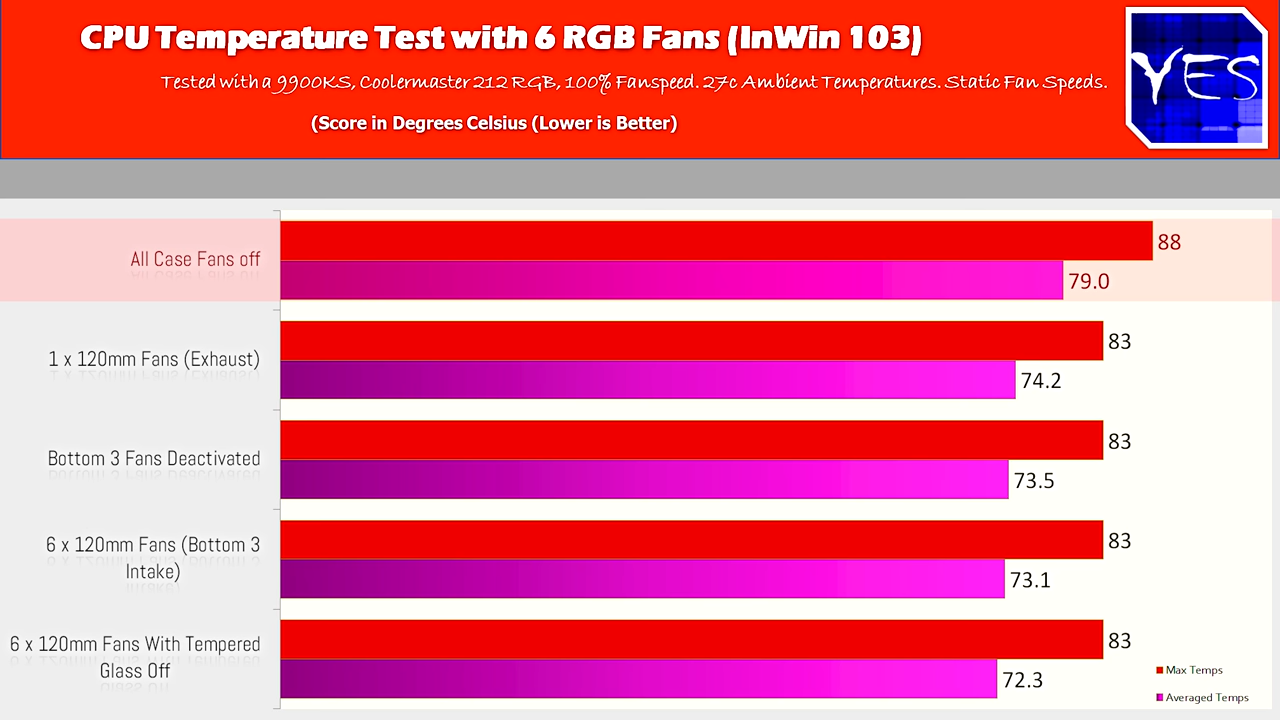 CPU Temperature Test with 6 RGB Fans (InWin 103)
Tested with a 9900KS, Coolermaster 212 RGB, 100% Fanspeed. 27c Ambient Temperatures. Static Fan Speeds.
(Score in Degrees Celsius (Lower is Better)
YES
All Case Fans off
88
79.0
1 x 120mm Fans (Exhaust)
83
74.2
Bottom 3 Fans Deactivated
83
73.5
6 x 120mm Fans (Bottom 3
Intake)
83
73.1
6 x 120mm Fans With Tempered
Glass Off
83
72.3
Max Temps
Averaged Temps